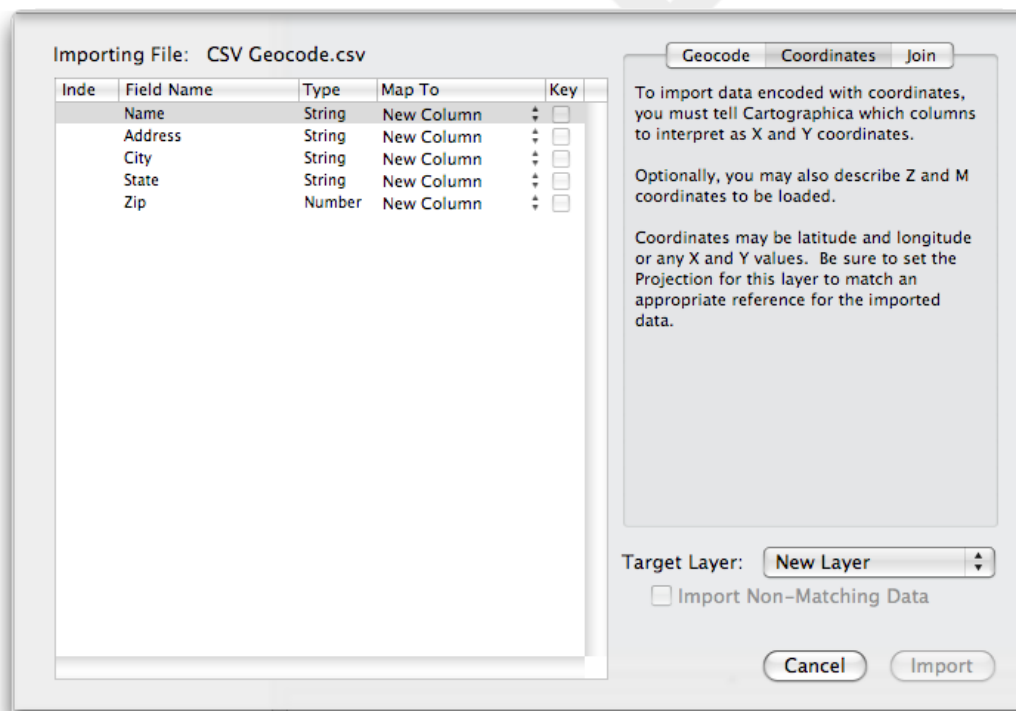 Importing File: CSV Geocode.csv
Inde Field Name Type Map To Key
Name String New Column
Address String New Column
City String New Column
State String New Column
Zip Number New Column
Geocode Coordinates Join
To import data encoded with coordinates,
you must tell Cartographica which columns
to interpret as X and Y coordinates.
Optionally, you may also describe Z and M
coordinates to be loaded.
Coordinates may be latitude and longitude
or any X and Y values. Be sure to set the
Projection for this layer to match an
appropriate reference for the imported
data.
Target Layer: New Layer
Import Non-Matching Data
Cancel Import